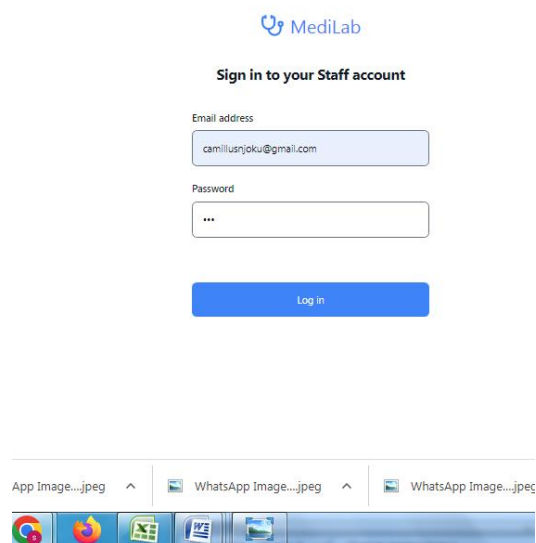 MediLab
Sign in to your Staff account
Email address
camillusnjoku@gmail.com
Password
•••
Log in
App Image....jpeg
WhatsApp Image....jpeg
WhatsApp Image....jpeg